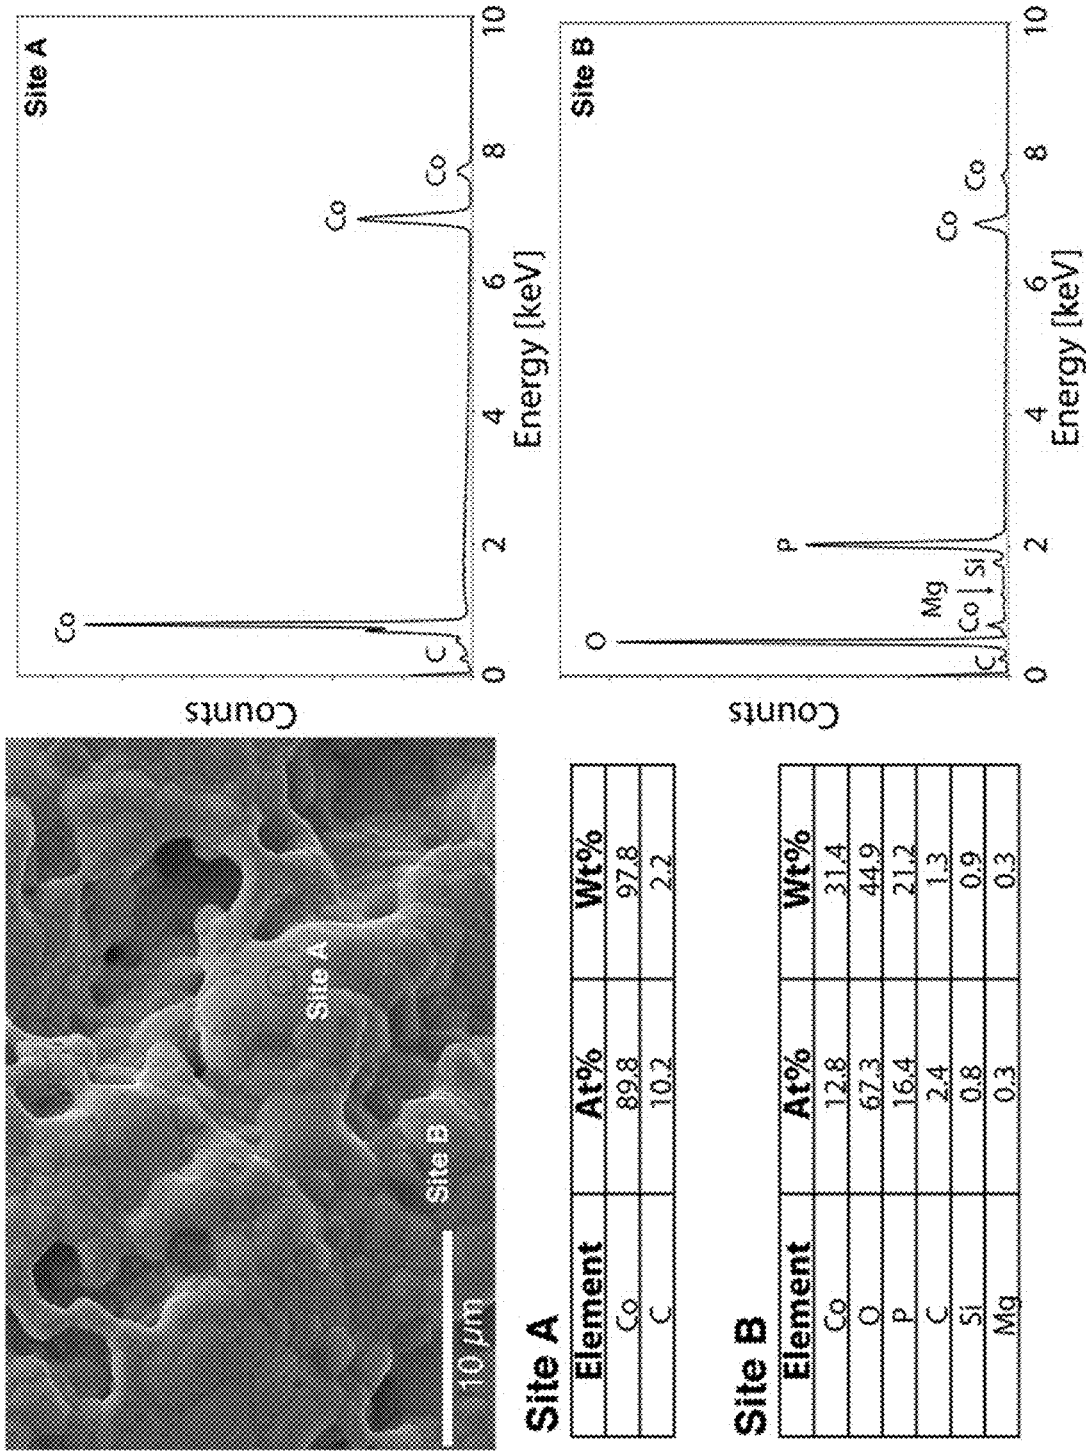 Site A
Site B
10 μm
Site A
Element At% Wt%
Co 89.8 97.8
C 10.2 2.2
Site B
Element At% Wt%
Co 12.8 31.4
O 67.3 44.9
P 16.4 21.2
C 2.4 1.3
Si 0.8 0.9
Mg 0.3 0.3
Site A
Counts
Co
C
Co
Co
0 2 4 6 8 10
Energy [keV]
Site B
Counts
O
C
Co
Mg
Si
P
Co
Co
0 2 4 6 8 10
Energy [keV]